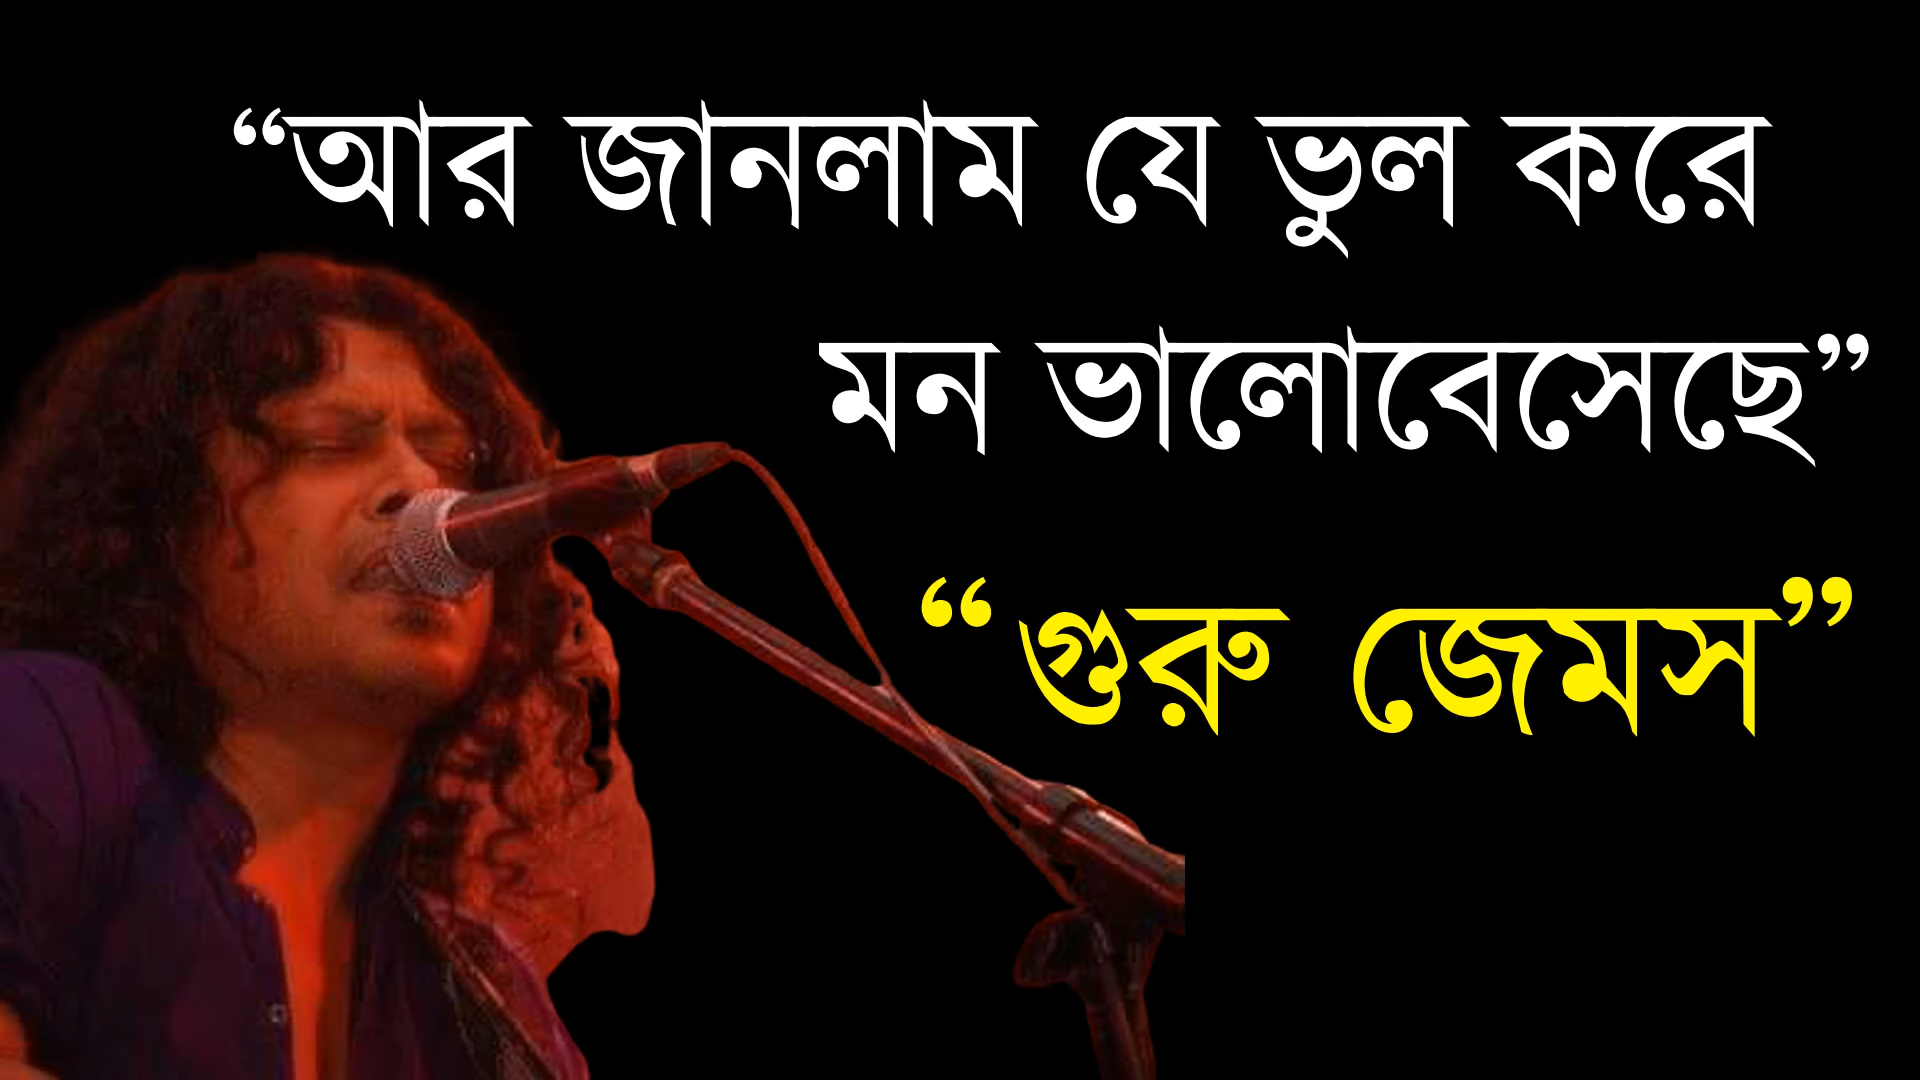 “আর জানলাম যে ভুল করে
মন ভালোবেসেছে”
“গুরু জেমস”